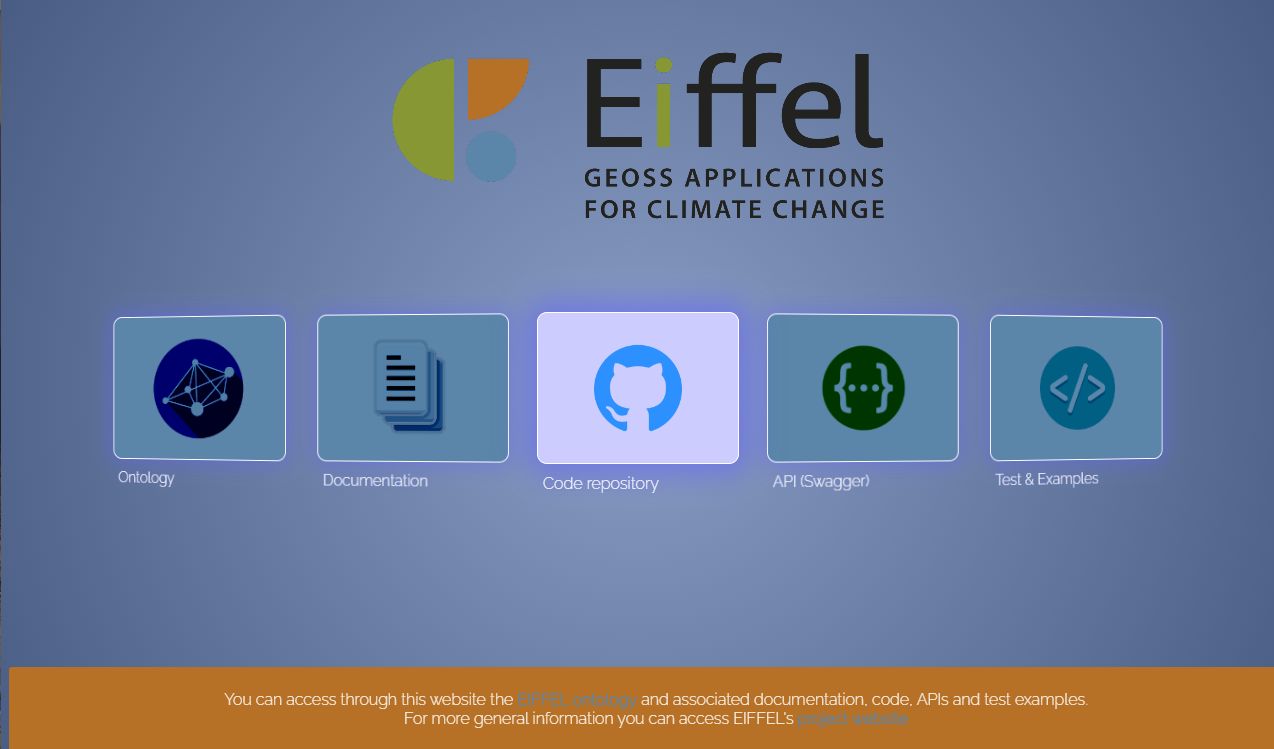 Eiffel
GEOSS APPLICATIONS
FOR CLIMATE CHANGE
Ontology
Documentation
Code repository
API (Swagger)
Test & Examples
You can access through this website the EIFFEL ontology and associated documentation, code, APIs and test examples.
For more general information you can access EIFFEL's project website